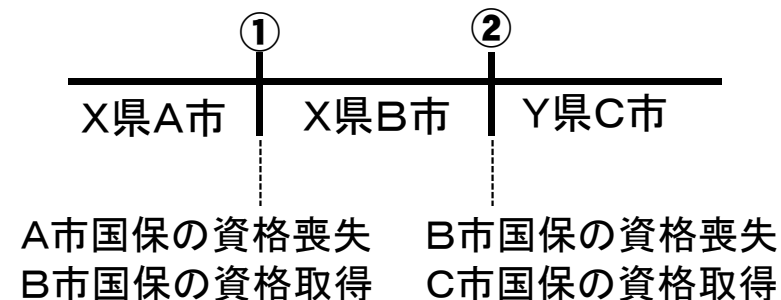 ① ②
X県A市 X県B市 Y県C市
A市国保の資格喪失 B市国保の資格喪失
B市国保の資格取得 C市国保の資格取得